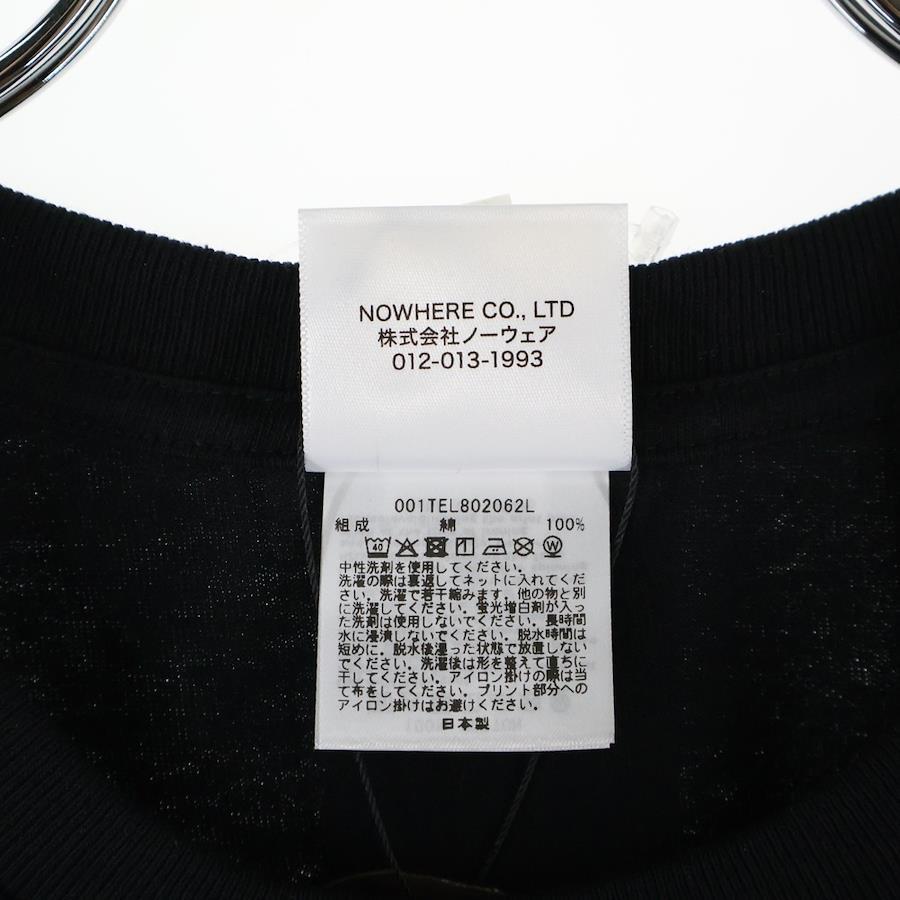 NOWHERE CO., LTD
株式会社ノーウェア
012-013-1993
001TEL802062L
組成 綿 100%
40 W
中性洗剤を使用してください。
洗濯の際は裏返してネットに入れてくだ
さい。洗濯で若干縮みます。他の物と別
に洗濯してください。蛍光増白剤が入っ
た洗剤は使用しないでください。長時間
水に浸漬しないでください。脱水時間は
短めに。脱水後湿った状態で放置しない
でください。洗濯後は形を整えて直ちに
干してください。アイロン掛けの際は当
て布をしてください。プリント部分への
アイロン掛けはお避けください。
日本製